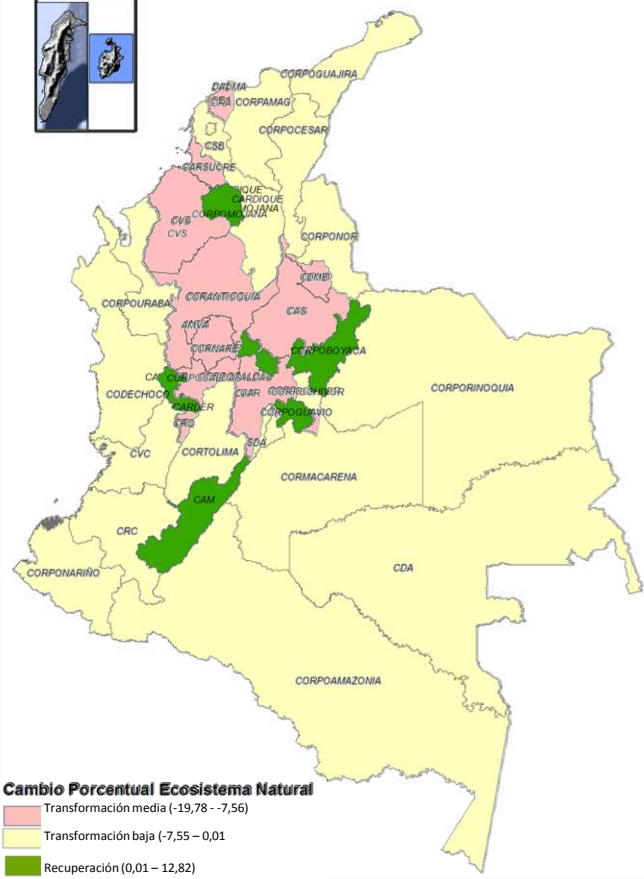 CORPOGUAJIRA
DADMA
CRA
CORPAMAG
CORPOCESAR
CSB
CARSUCRE
CARDIQUE
MOJANA
CORPOMOJANA
CVS
CVS
CORPONOR
CDMB
CORANTIOQUIA
CORPOURABA
CAS
AMVA
CORNARE
CORPOBOYACA
CORPORINOQUIA
CODECHOCO
CARDER
CAR
CORPOGUAVIO
CRQ
SDA
CVC
CORTOLIMA
CORMACARENA
CAM
CRC
CORPONARIÑO
CDA
CORPOAMAZONIA
Cambio Porcentual Ecosistema Natural
Transformación media (-19,78 - -7,56)
Transformación baja (-7,55 – 0,01
Recuperación (0,01 – 12,82)